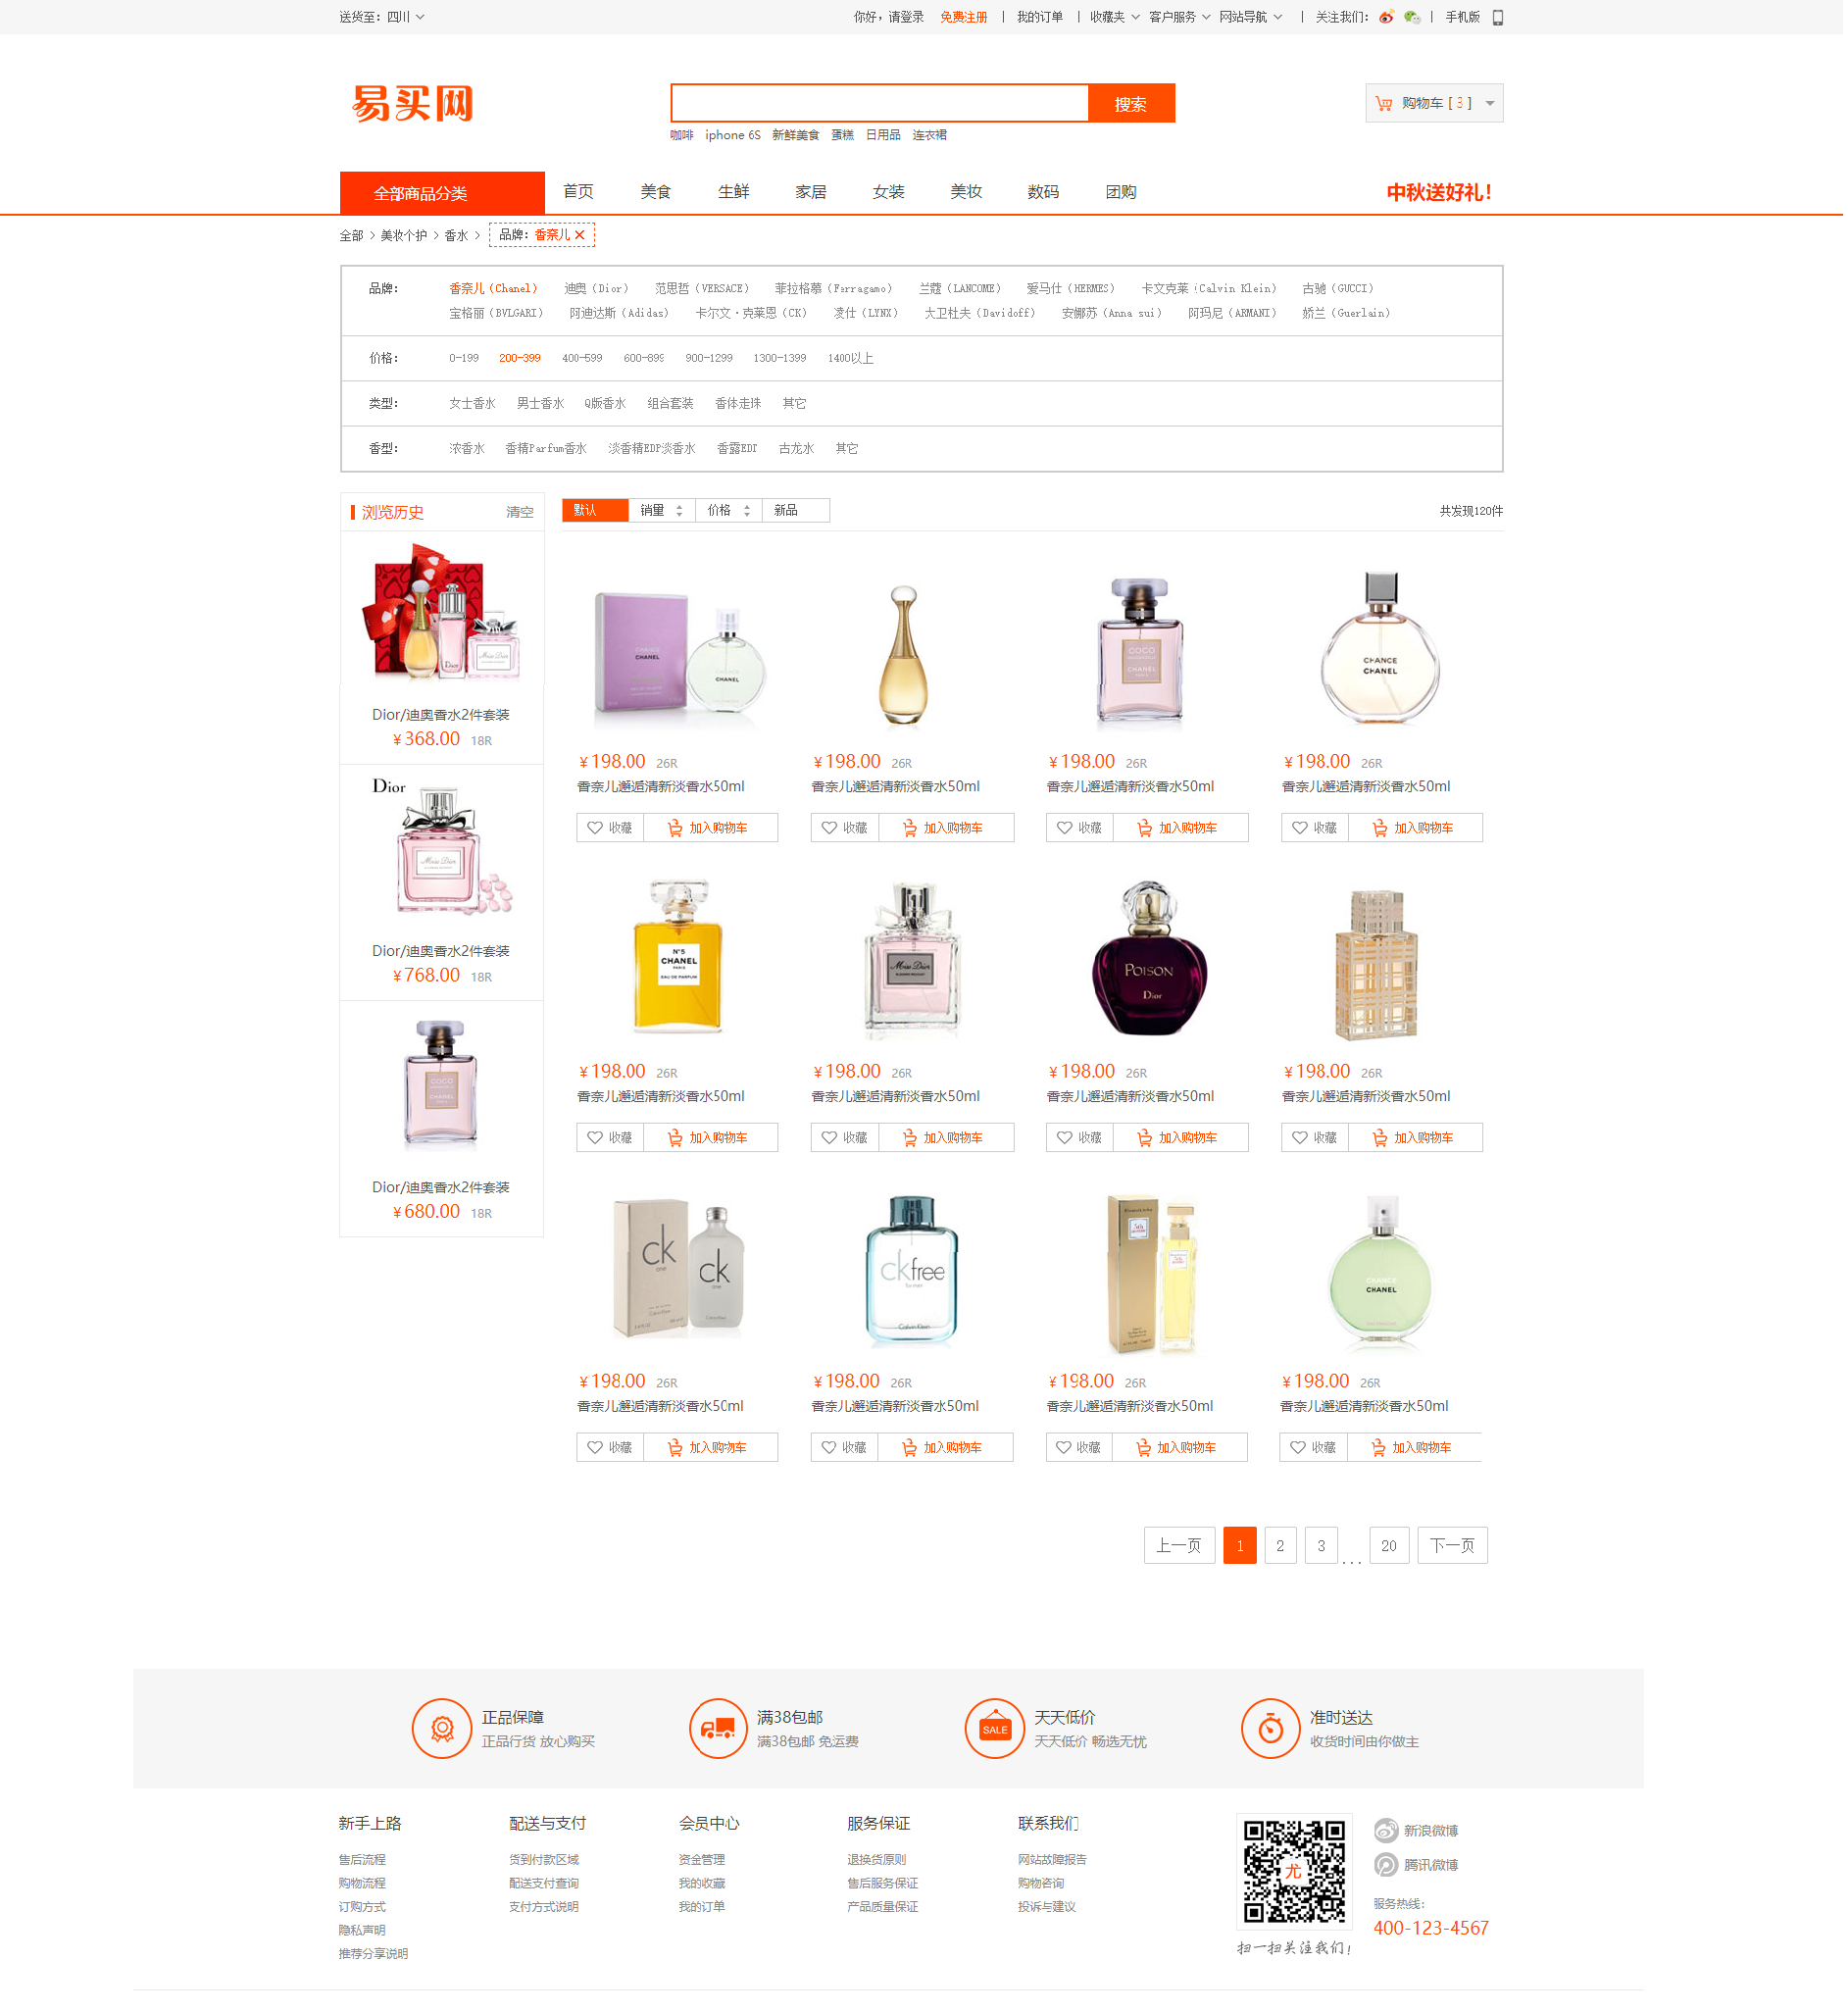 送货至：四川
你好，请登录 免费注册 | 我的订单 | 收藏夹 客户服务 网站导航 | 关注我们： | 手机版
易买网
搜索
购物车 [ 3 ]
咖啡 iphone 6S 新鲜美食 蛋糕 日用品 连衣裙
全部商品分类 首页 美食 生鲜 家居 女装 美妆 数码 团购 中秋送好礼！
全部 > 美妆个护 > 香水 > 品牌：香奈儿 ×
品牌： 香奈儿（Chanel） 迪奥（Dior） 范思哲（VERSACE） 菲拉格慕（Ferragamo） 兰蔻（LANCOME） 爱马仕（HERMES） 卡文克莱（Calvin Klein） 古驰（GUCCI）
宝格丽（BVLGARI） 阿迪达斯（Adidas） 卡尔文·克莱恩（CK） 凌仕（LYNX） 大卫杜夫（Davidoff） 安娜苏（Anna sui） 阿玛尼（ARMANI） 娇兰（Guerlain）
价格： 0-199 200-399 400-599 600-899 900-1299 1300-1399 1400以上
类型： 女士香水 男士香水 Q版香水 组合套装 香体走珠 其它
香型： 浓香水 香精Parfum香水 淡香精EDP淡香水 香露EDT 古龙水 其它
浏览历史 清空
默认 销量 价格 新品
共发现120件
Dior
Miss Dior
Dior/迪奥香水2件套装
¥368.00 18R
Dior
Miss Dior
Dior/迪奥香水2件套装
¥768.00 18R
COCO
CHANEL
Dior/迪奥香水2件套装
¥680.00 18R
CHANCE
CHANEL
CHANEL
COCO
CHANEL
CHANCE
CHANEL
¥198.00 26R ¥198.00 26R ¥198.00 26R ¥198.00 26R
香奈儿邂逅清新淡香水50ml 香奈儿邂逅清新淡香水50ml 香奈儿邂逅清新淡香水50ml 香奈儿邂逅清新淡香水50ml
收藏 加入购物车 收藏 加入购物车 收藏 加入购物车 收藏 加入购物车
N°5
CHANEL
PARIS
EAU DE PARFUM
Miss Dior
POISON
Dior
¥198.00 26R ¥198.00 26R ¥198.00 26R ¥198.00 26R
香奈儿邂逅清新淡香水50ml 香奈儿邂逅清新淡香水50ml 香奈儿邂逅清新淡香水50ml 香奈儿邂逅清新淡香水50ml
收藏 加入购物车 收藏 加入购物车 收藏 加入购物车 收藏 加入购物车
ck
one
ck
one
ckfree
for men
Calvin Klein
CHANCE
CHANEL
¥198.00 26R ¥198.00 26R ¥198.00 26R ¥198.00 26R
香奈儿邂逅清新淡香水50ml 香奈儿邂逅清新淡香水50ml 香奈儿邂逅清新淡香水50ml 香奈儿邂逅清新淡香水50ml
收藏 加入购物车 收藏 加入购物车 收藏 加入购物车 收藏 加入购物车
上一页 1 2 3 ... 20 下一页
正品保障 满38包邮 天天低价 准时送达
SALE
正品行货 放心购买 满38包邮 免运费 天天低价 畅选无忧 收货时间由你做主
新手上路 配送与支付 会员中心 服务保证 联系我们
售后流程 货到付款区域 资金管理 退换货原则 网站故障报告
购物流程 配送支付查询 我的收藏 售后服务保证 购物咨询
订购方式 支付方式说明 我的订单 产品质量保证 投诉与建议
隐私声明
推荐分享说明
尤
扫一扫关注我们！
新浪微博
腾讯微博
服务热线：
400-123-4567